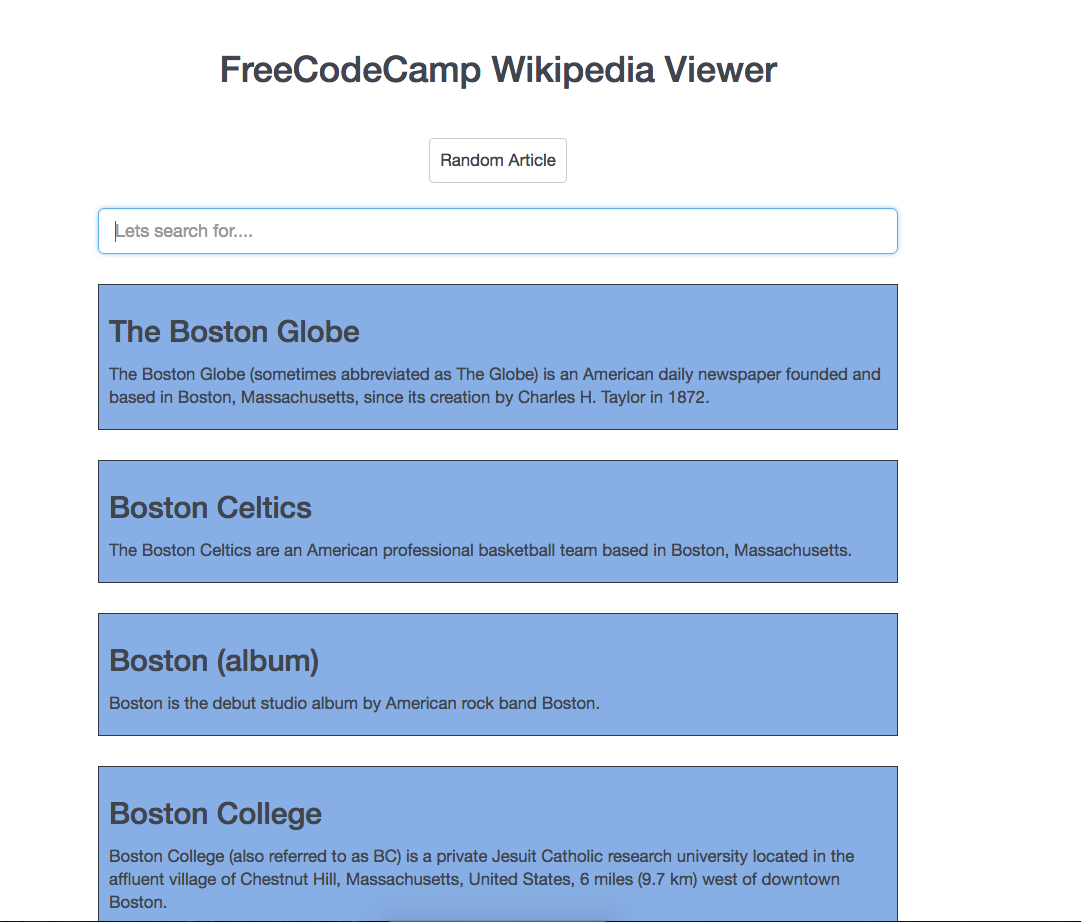 FreeCodeCamp Wikipedia Viewer
Random Article
Lets search for....
The Boston Globe
The Boston Globe (sometimes abbreviated as The Globe) is an American daily newspaper founded and
based in Boston, Massachusetts, since its creation by Charles H. Taylor in 1872.
Boston Celtics
The Boston Celtics are an American professional basketball team based in Boston, Massachusetts.
Boston (album)
Boston is the debut studio album by American rock band Boston.
Boston College
Boston College (also referred to as BC) is a private Jesuit Catholic research university located in the
affluent village of Chestnut Hill, Massachusetts, United States, 6 miles (9.7 km) west of downtown
Boston.